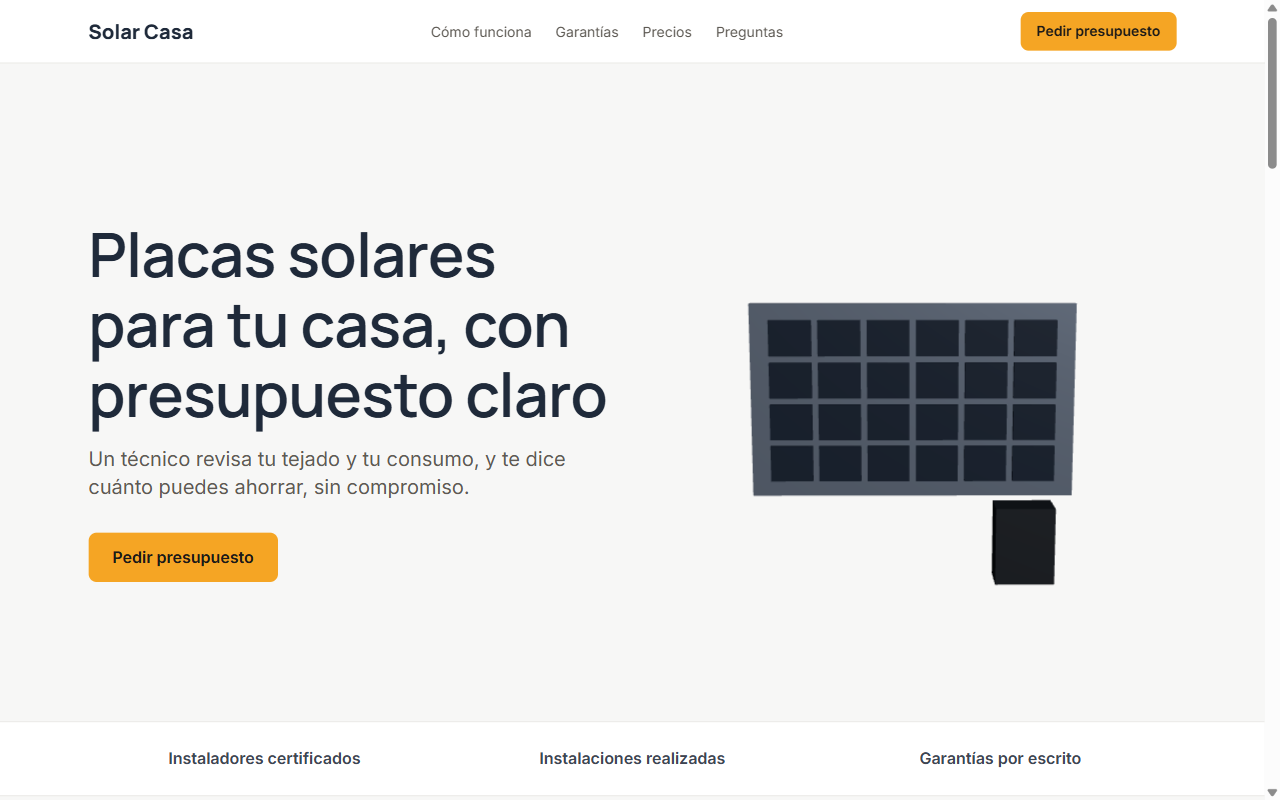 Solar Casa
Cómo funciona
Garantías
Precios
Preguntas
Pedir presupuesto
Placas solares
para tu casa, con
presupuesto claro
Un técnico revisa tu tejado y tu consumo, y te dice
cuánto puedes ahorrar, sin compromiso.
Pedir presupuesto
Instaladores certificados
Instalaciones realizadas
Garantías por escrito